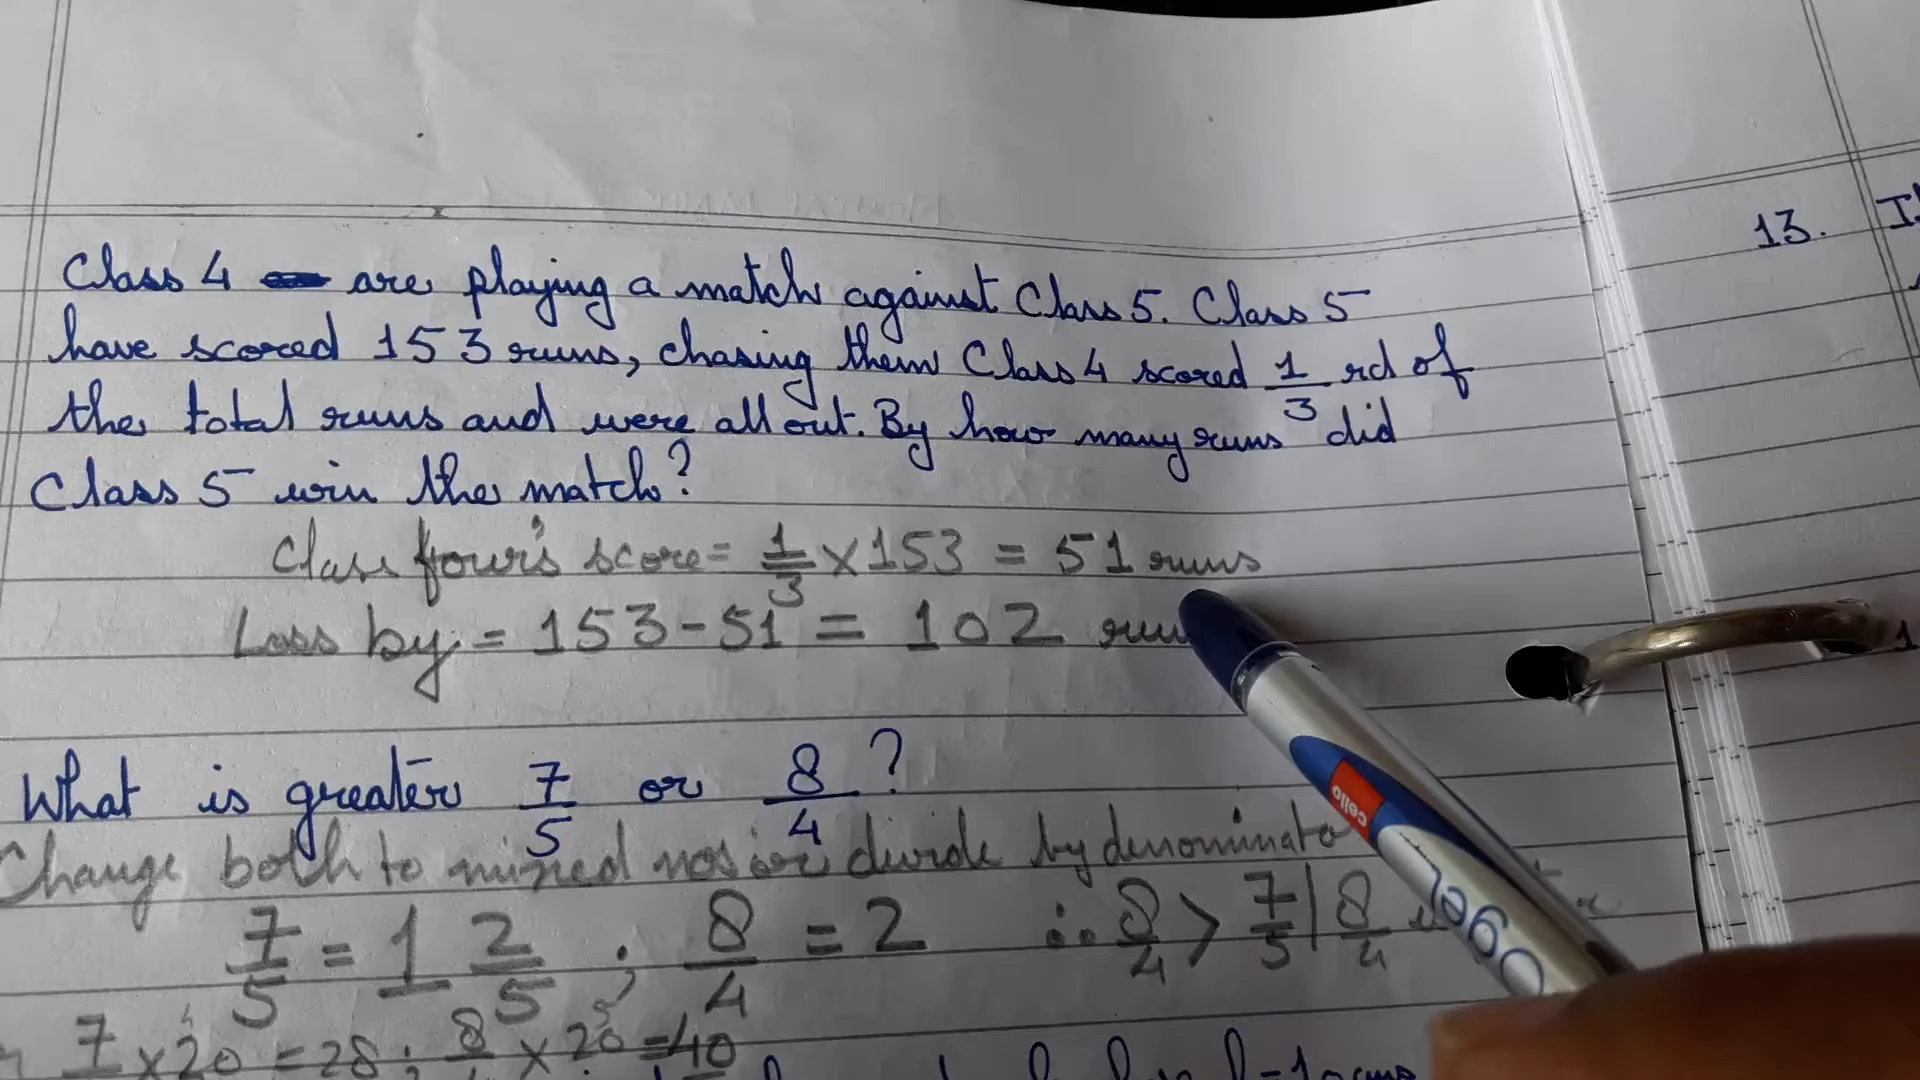 Class 4 are playing a match against Class 5. Class 5
have scored 153 runs, chasing them Class 4 scored 1/3 rd of
the total runs and were all out. By how many runs did
Class 5 win the match?
Class four's score = 1/3 × 153 = 51 runs
Loss by = 153 - 51 = 102
What is greater 7/5 or 8/4 ?
Change both to mixed nos or divide by denominato
7/5 = 1 2/5 ; 8/4 = 2 ∴ 8/4 > 7/5 | 8/4
7 × 20 = 28 ; 8 × 20 = 40
13.
cello
Ogel